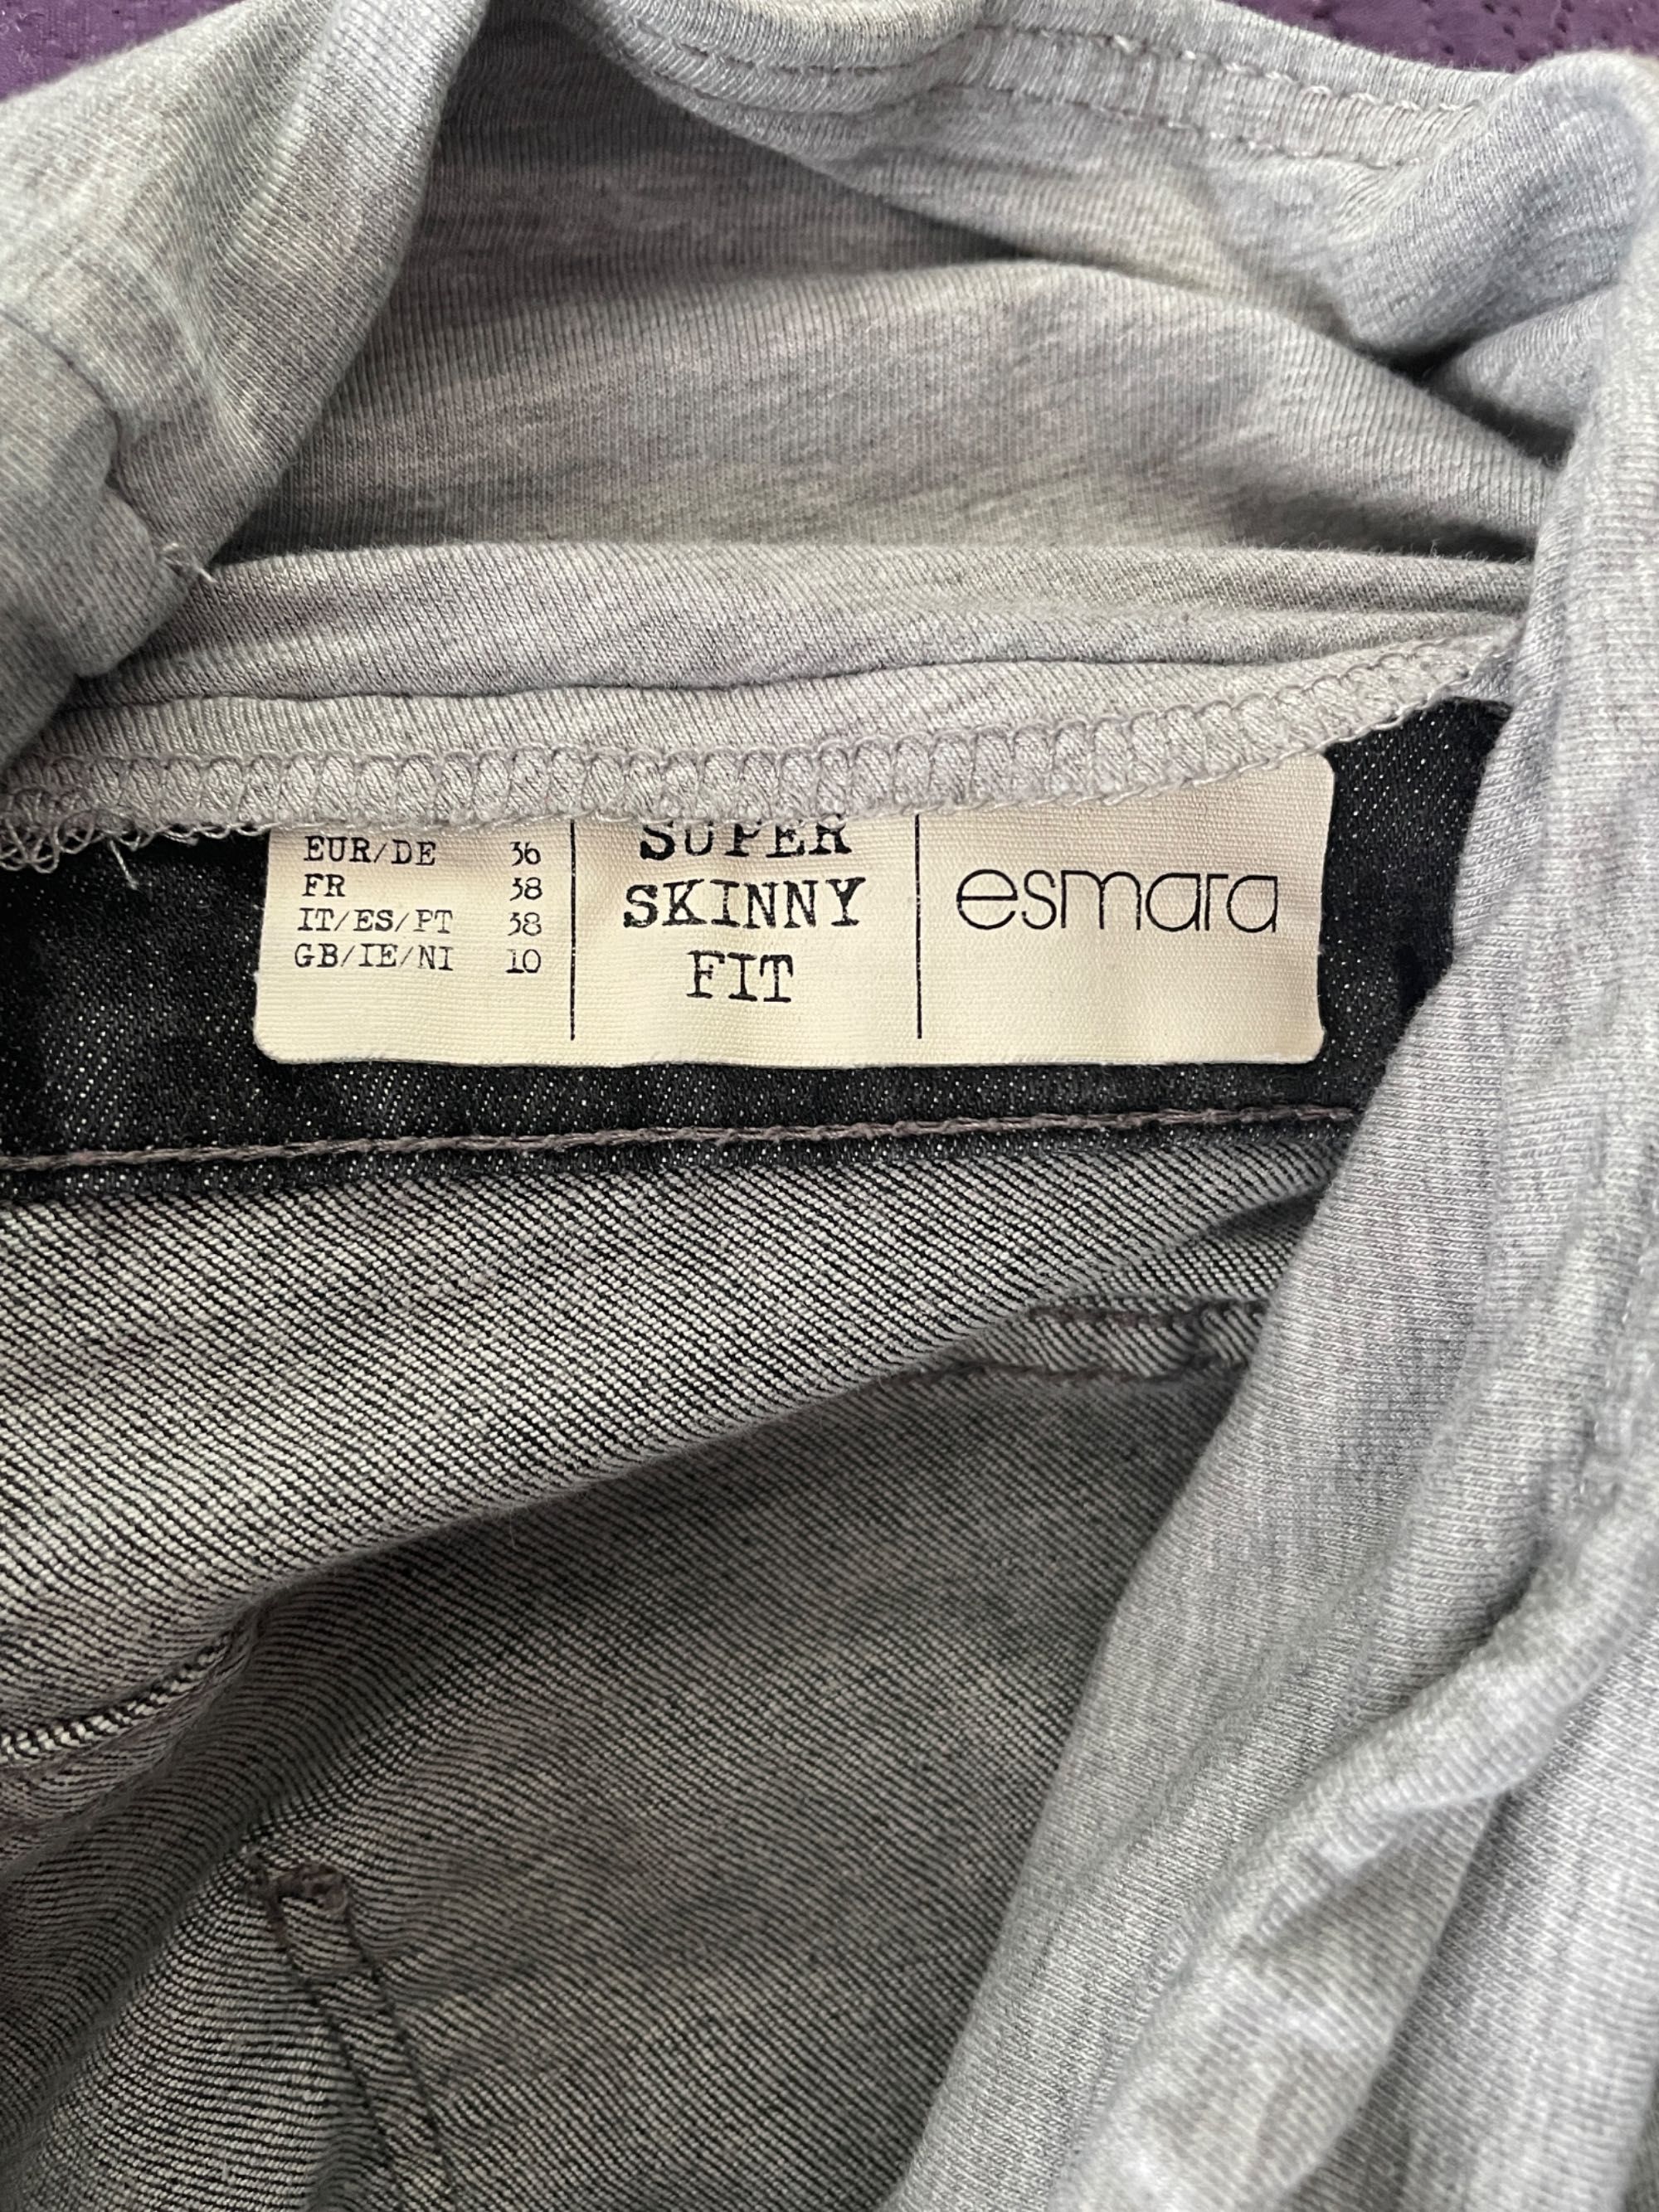 EUR/DE 36
FR 38
IT/ES/PT 38
GB/IE/NI 10
SUPER
SKINNY
FIT
esmara